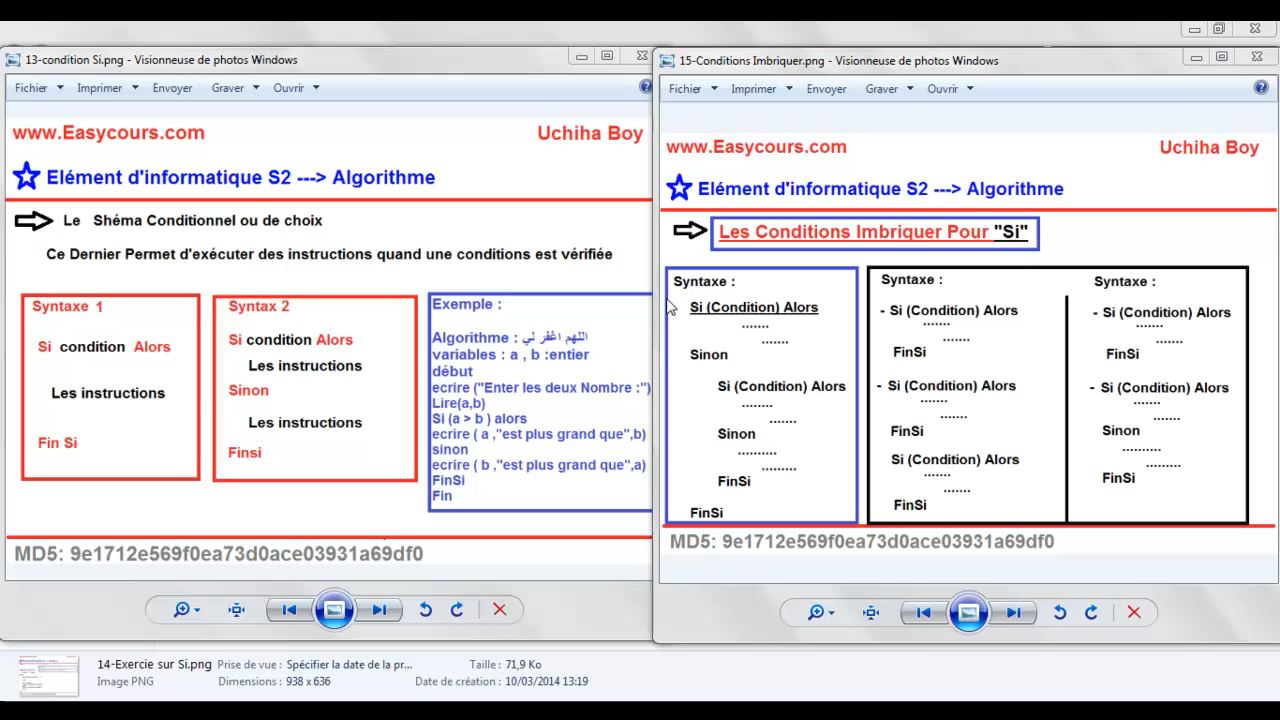 13-condition Si.png - Visionneuse de photos Windows
Fichier Imprimer Envoyer Graver Ouvrir
www.Easycours.com Uchiha Boy
Elément d'informatique S2 ---> Algorithme
Le Shéma Conditionnel ou de choix
Ce Dernier Permet d'exécuter des instructions quand une conditions est vérifiée
Syntaxe 1
Si condition Alors
Les instructions
Fin Si
Syntax 2
Si condition Alors
Les instructions
Sinon
Les instructions
Finsi
Exemple :
Algorithme : اللهم اغفر لي
variables : a , b :entier
début
ecrire ("Enter les deux Nombre :")
Lire(a,b)
Si (a > b ) alors
ecrire ( a ,"est plus grand que",b)
sinon
ecrire ( b ,"est plus grand que",a)
FinSi
Fin
MD5: 9e1712e569f0ea73d0ace03931a69df0
15-Conditions Imbriquer.png - Visionneuse de photos Windows
Fichier Imprimer Envoyer Graver Ouvrir
www.Easycours.com Uchiha Boy
Elément d'informatique S2 ---> Algorithme
Les Conditions Imbriquer Pour "Si"
Syntaxe :
Si (Condition) Alors
.......
.......
Sinon
Si (Condition) Alors
........
........
Sinon
..........
.........
FinSi
FinSi
Syntaxe :
- Si (Condition) Alors
.......
.......
FinSi
- Si (Condition) Alors
.......
.......
FinSi
Si (Condition) Alors
.......
.......
FinSi
Syntaxe :
- Si (Condition) Alors
.......
.......
FinSi
- Si (Condition) Alors
.......
.......
Sinon
..........
.........
FinSi
MD5: 9e1712e569f0ea73d0ace03931a69df0
14-Exercie sur Si.png Prise de vue : Spécifier la date de la pr... Taille : 71,9 Ko
Image PNG Dimensions : 938 x 636 Date de création : 10/03/2014 13:19